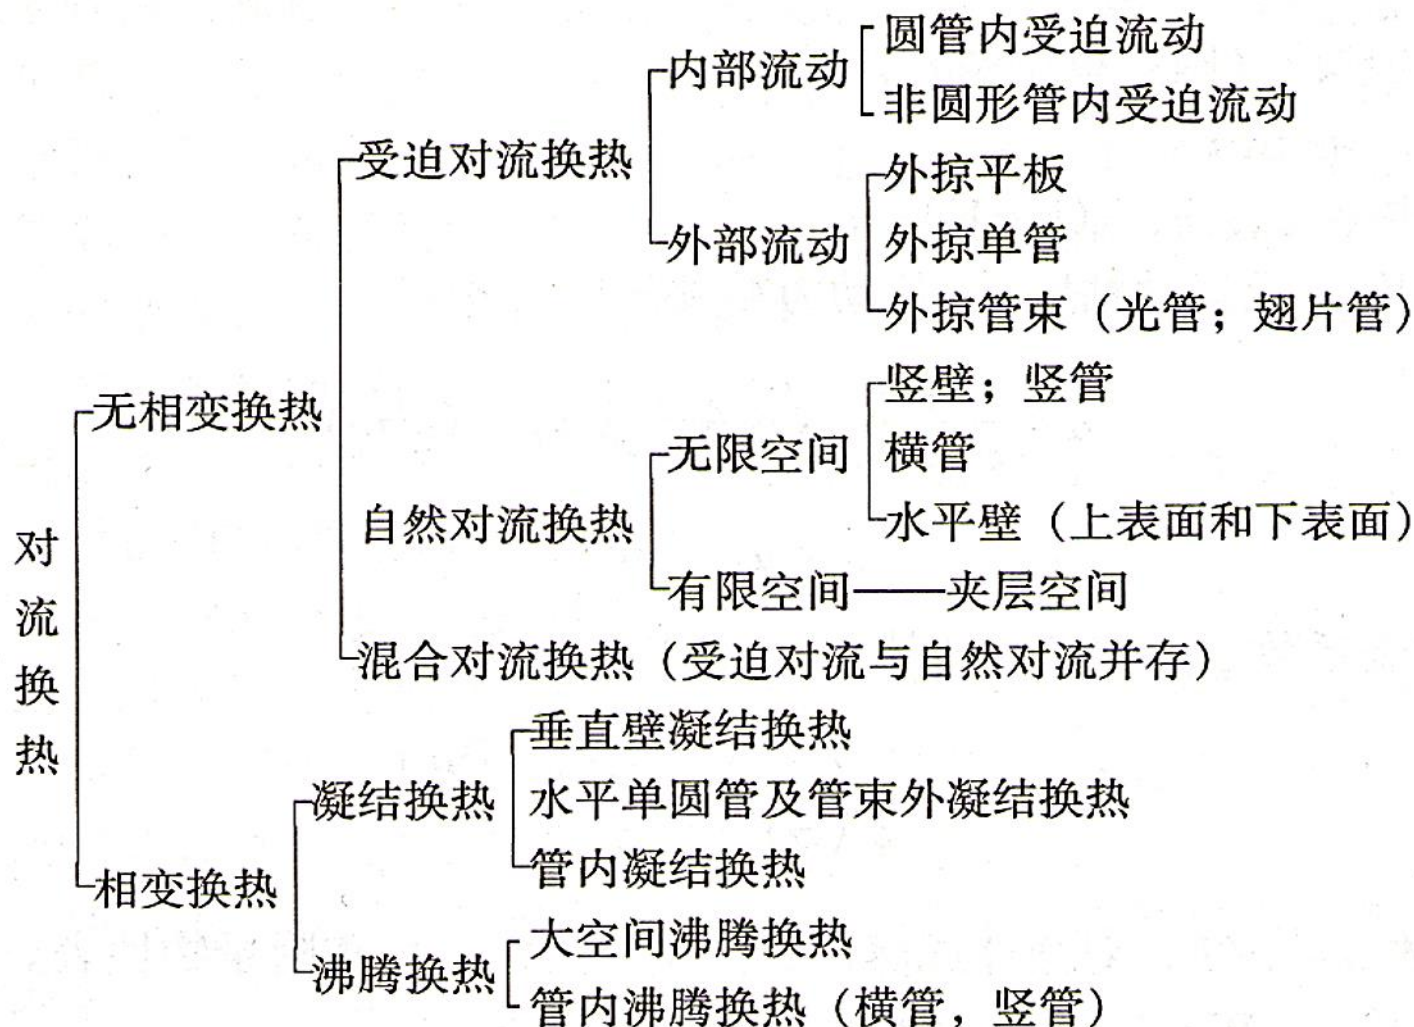 圆管内受迫流动
内部流动
非圆形管内受迫流动
受迫对流换热
外掠平板
外部流动
外掠单管
外掠管束（光管；翅片管）
无相变换热
竖壁；竖管
无限空间
横管
自然对流换热
水平壁（上表面和下表面）
有限空间——夹层空间
混合对流换热（受迫对流与自然对流并存）
对流换热
垂直壁凝结换热
凝结换热
水平单圆管及管束外凝结换热
管内凝结换热
相变换热
大空间沸腾换热
沸腾换热
管内沸腾换热（横管，竖管）